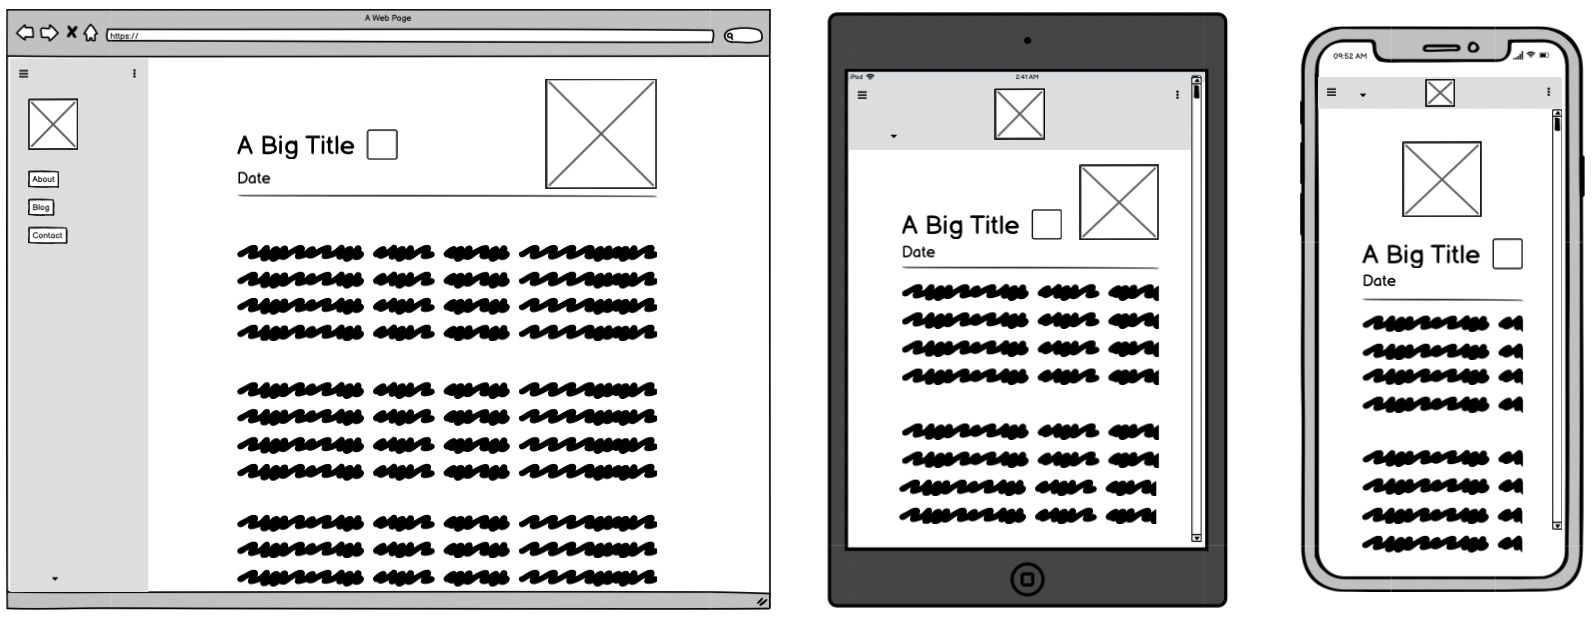 A Web Page
https://
About
Blog
Contact
A Big Title
Date
iPad
2:41 AM
A Big Title
Date
09:52 AM
A Big Title
Date